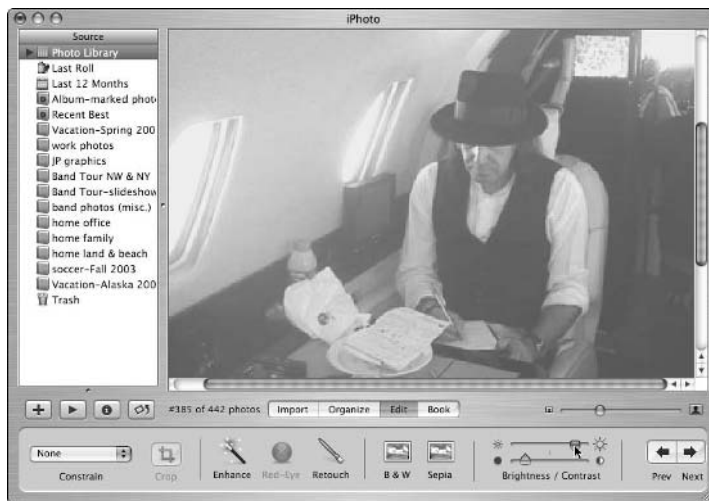 iPhoto
Source
Photo Library
Last Roll
Last 12 Months
Album-marked phot
Recent Best
Vacation-Spring 200
work photos
JP graphics
Band Tour NW & NY
Band Tour-slideshow
band photos (misc.)
home office
home family
home land & beach
soccer-Fall 2003
Vacation-Alaska 200
Trash
#385 of 442 photos Import Organize Edit Book
None
Constrain Crop Enhance Red-Eye Retouch B & W Sepia Brightness / Contrast Prev Next